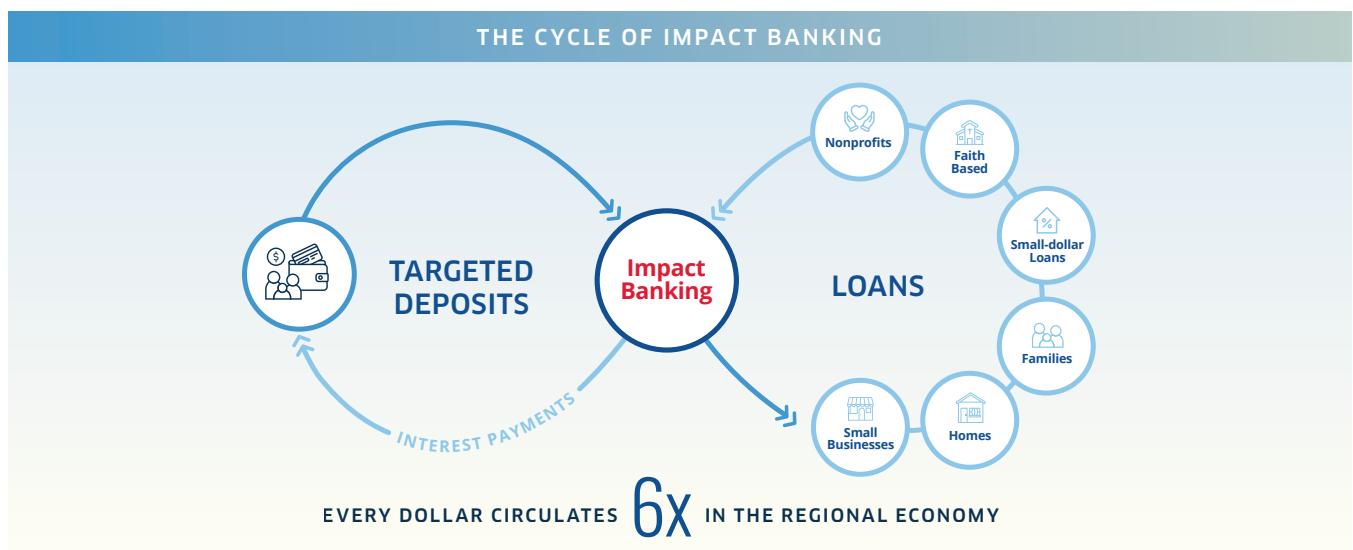 THE CYCLE OF IMPACT BANKING
TARGETED
DEPOSITS
$
INTEREST PAYMENTS
Impact
Banking
LOANS
Nonprofits
Faith
Based
%
Small-dollar
Loans
Families
Homes
Small
Businesses
EVERY DOLLAR CIRCULATES 6x IN THE REGIONAL ECONOMY